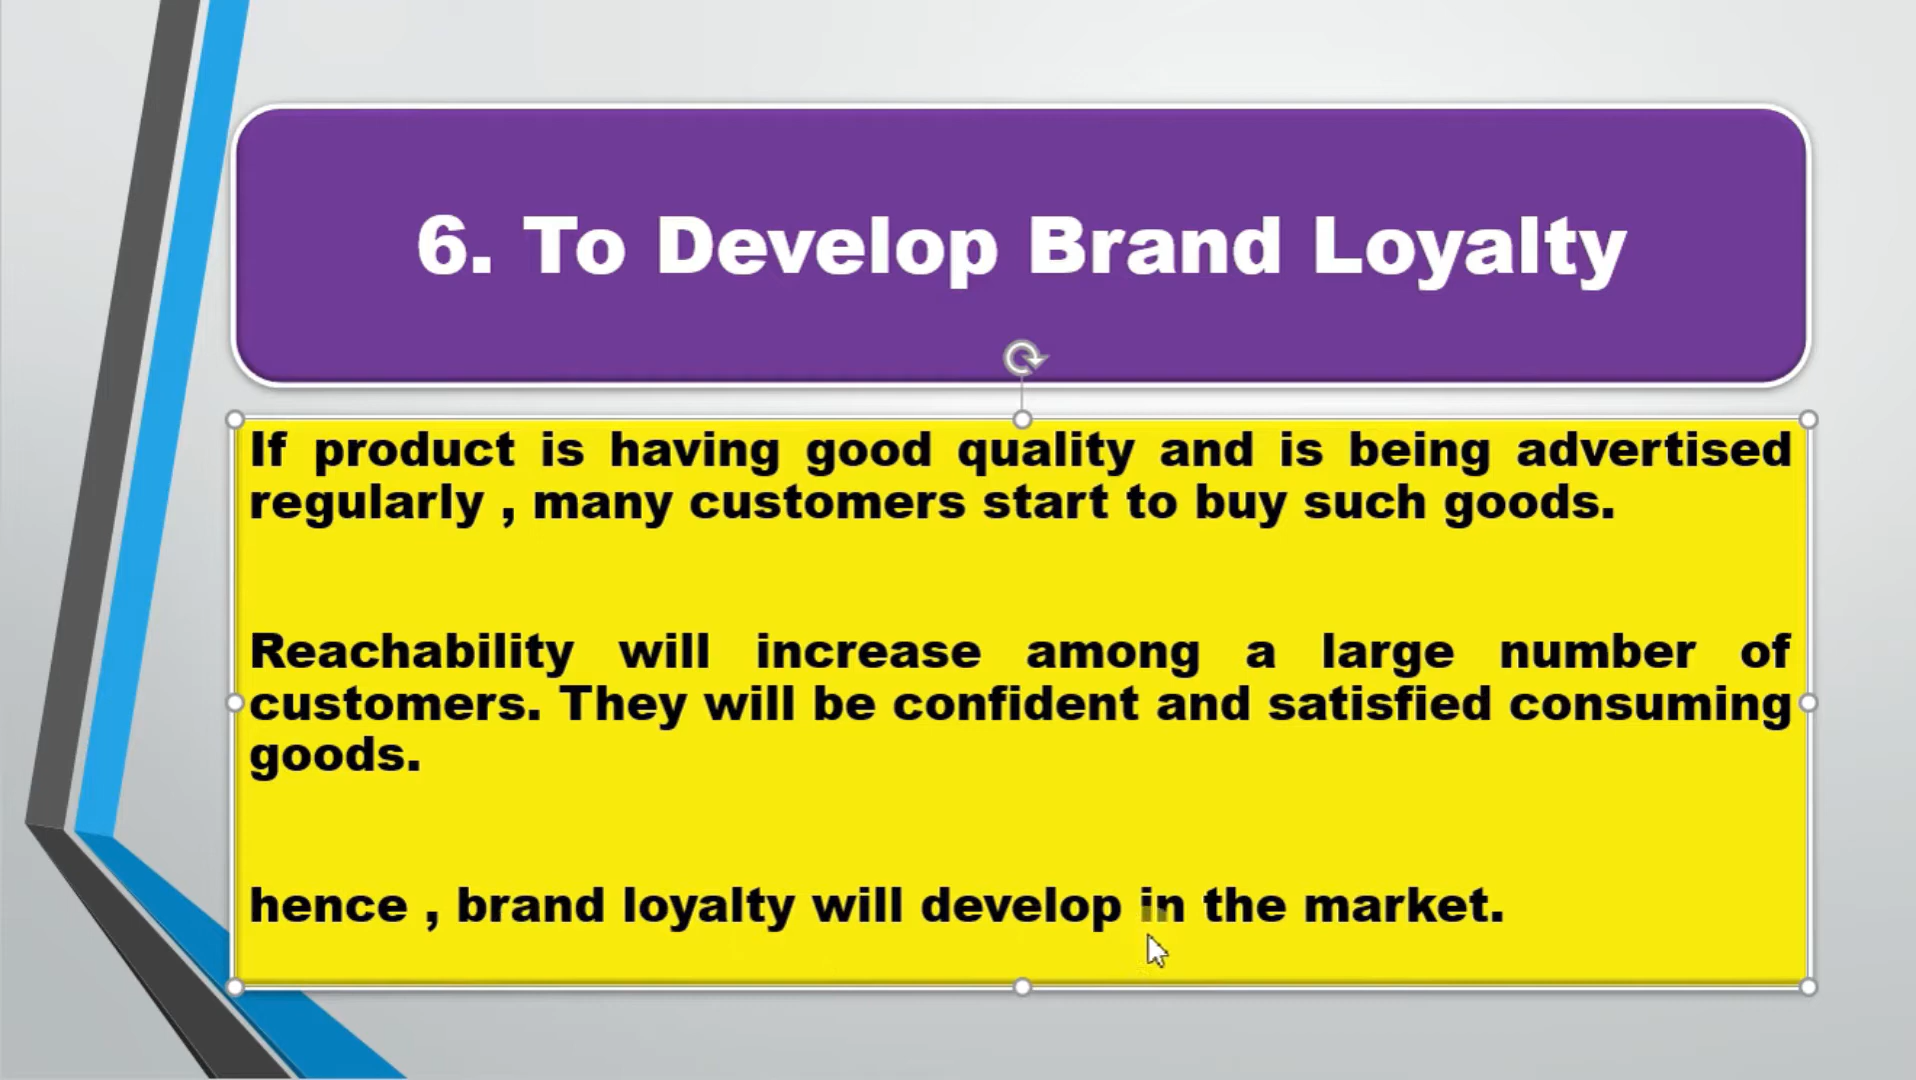 6. To Develop Brand Loyalty
If product is having good quality and is being advertised
regularly , many customers start to buy such goods.
Reachability will increase among a large number of
customers. They will be confident and satisfied consuming
goods.
hence , brand loyalty will develop in the market.